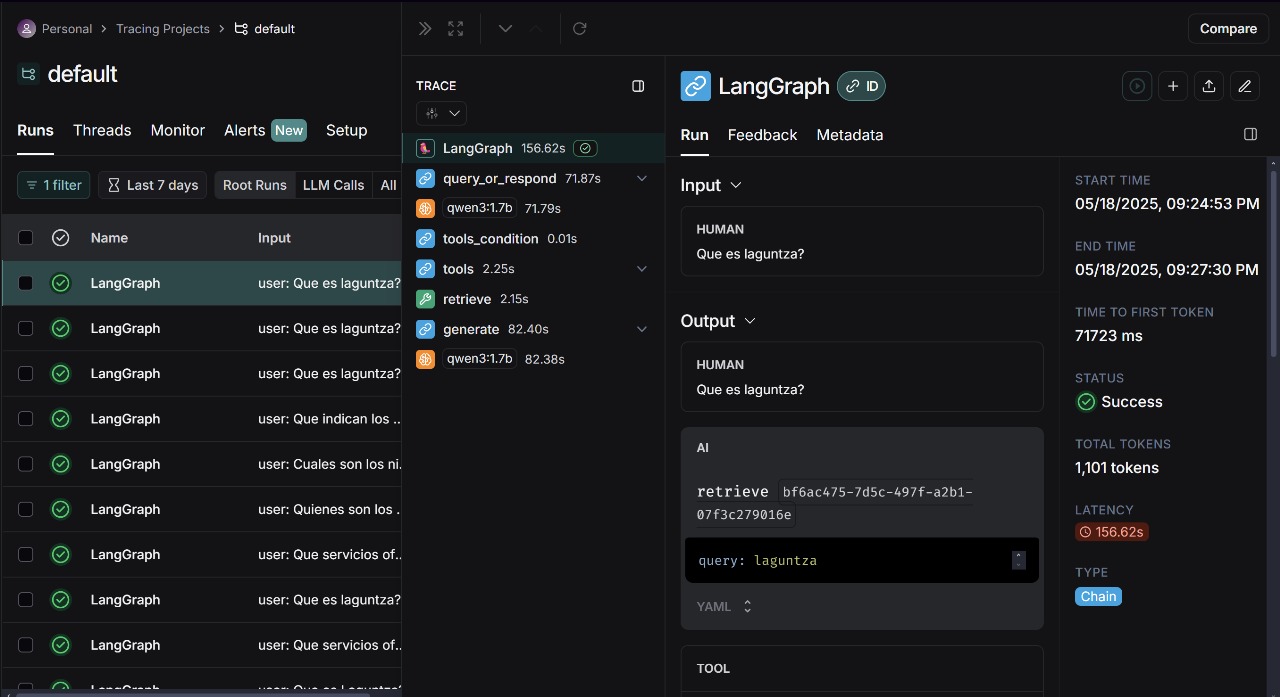 Personal > Tracing Projects > default
default
Runs Threads Monitor Alerts New Setup
1 filter Last 7 days Root Runs LLM Calls All
Name Input
LangGraph user: Que es laguntza?
LangGraph user: Que es laguntza?
LangGraph user: Que es laguntza?
LangGraph user: Que indican los ...
LangGraph user: Cuales son los ni...
LangGraph user: Quienes son los .
LangGraph user: Que servicios of...
LangGraph user: Que es laguntza?
LangGraph user: Que servicios of...
LangGraph
TRACE
LangGraph 156.62s
query_or_respond 71.87s
qwen3:1.7b 71.79s
tools_condition 0.01s
tools 2.25s
retrieve 2.15s
generate 82.40s
qwen3:1.7b 82.38s
Compare
LangGraph ID
Run Feedback Metadata
Input
HUMAN
Que es laguntza?
Output
HUMAN
Que es laguntza?
AI
retrieve bf6ac475-7d5c-497f-a2b1-
07f3c279016e
query: laguntza
YAML
TOOL
START TIME
05/18/2025, 09:24:53 PM
END TIME
05/18/2025, 09:27:30 PM
TIME TO FIRST TOKEN
71723 ms
STATUS
Success
TOTAL TOKENS
1,101 tokens
LATENCY
156.62s
TYPE
Chain